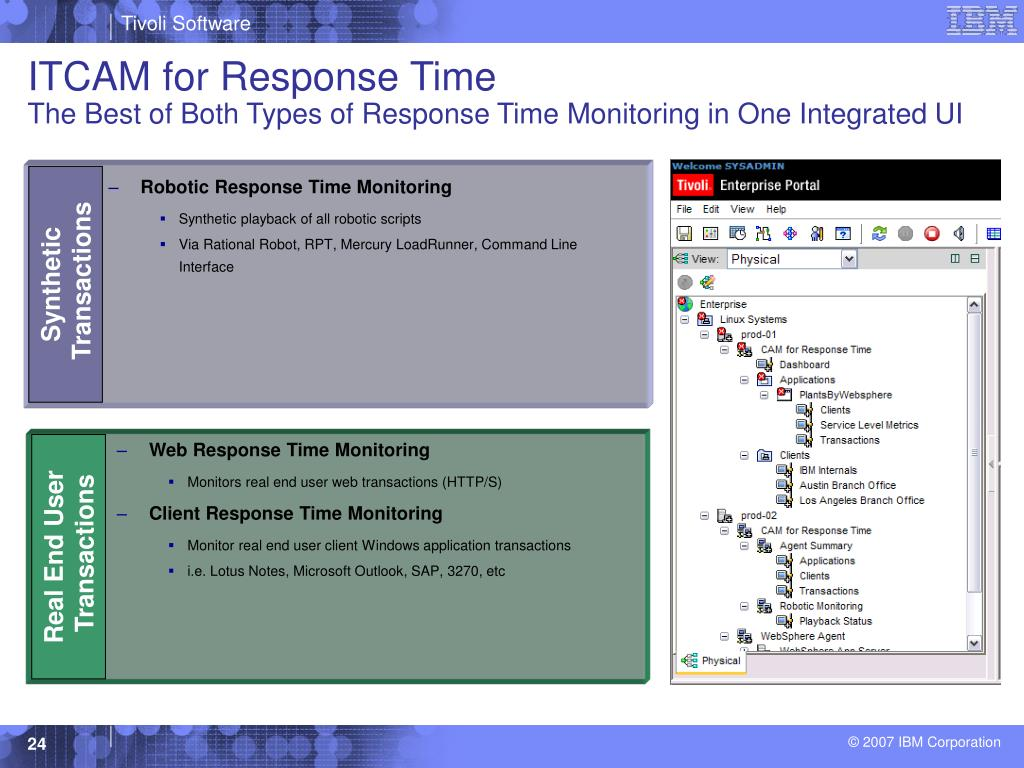 Tivoli Software
IBM
ITCAM for Response Time
The Best of Both Types of Response Time Monitoring in One Integrated UI
Synthetic
Transactions
– Robotic Response Time Monitoring
▪ Synthetic playback of all robotic scripts
▪ Via Rational Robot, RPT, Mercury LoadRunner, Command Line
Interface
Real End User
Transactions
– Web Response Time Monitoring
▪ Monitors real end user web transactions (HTTP/S)
– Client Response Time Monitoring
▪ Monitor real end user client Windows application transactions
▪ i.e. Lotus Notes, Microsoft Outlook, SAP, 3270, etc
Welcome SYSADMIN
Tivoli. Enterprise Portal
File Edit View Help
View: Physical
Enterprise
Linux Systems
prod-01
CAM for Response Time
Dashboard
Applications
PlantsByWebsphere
Clients
Service Level Metrics
Transactions
Clients
IBM Internals
Austin Branch Office
Los Angeles Branch Office
prod-02
CAM for Response Time
Agent Summary
Applications
Clients
Transactions
Robotic Monitoring
Playback Status
WebSphere Agent
WebSphere App Server
Physical
24
© 2007 IBM Corporation